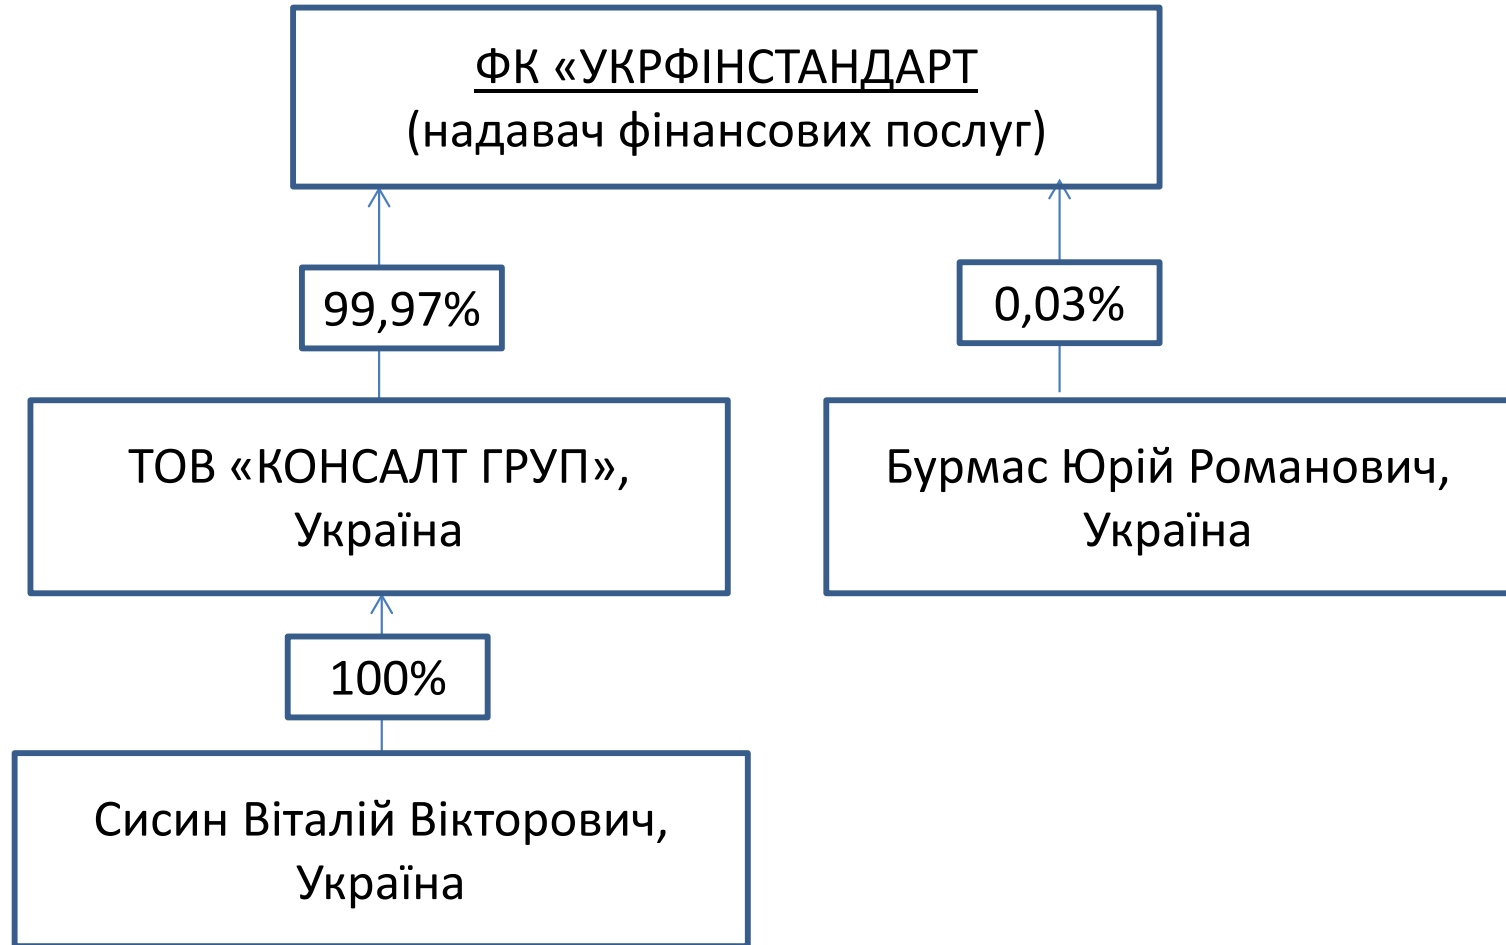 ФК «УКРФІНСТАНДАРТ
(надавач фінансових послуг)
99,97%
0,03%
ТОВ «КОНСАЛТ ГРУП»,
Україна
Бурмас Юрій Романович,
Україна
100%
Сисин Віталій Вікторович,
Україна